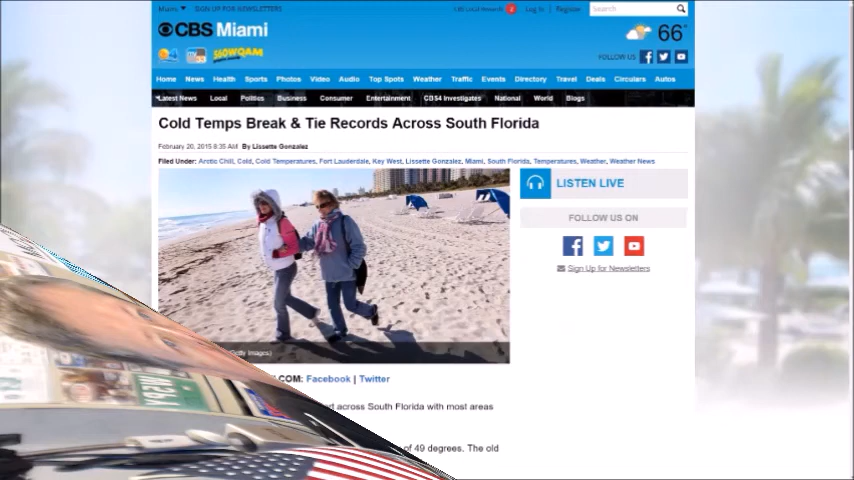 Miami ▼ SIGN UP FOR NEWSLETTERS
Log In | Register
Search
CBS Miami
66°
my 33
560WQAM
FOLLOW US
Home News Health Sports Photos Video Audio Top Spots Weather Traffic Events Directory Travel Deals Circulars Autos
Latest News Local Politics Business Consumer Entertainment CBS4 Investigates National World Blogs
Cold Temps Break & Tie Records Across South Florida
February 20, 2015 8:35 AM By Lissette Gonzalez
Filed Under: Arctic Chill, Cold, Cold Temperatures, Fort Lauderdale, Key West, Lissette Gonzalez, Miami, South Florida, Temperatures, Weather, Weather News
LISTEN LIVE
FOLLOW US ON
Sign Up for Newsletters
Getty Images)
.COM: Facebook | Twitter
across South Florida with most areas
of 49 degrees. The old